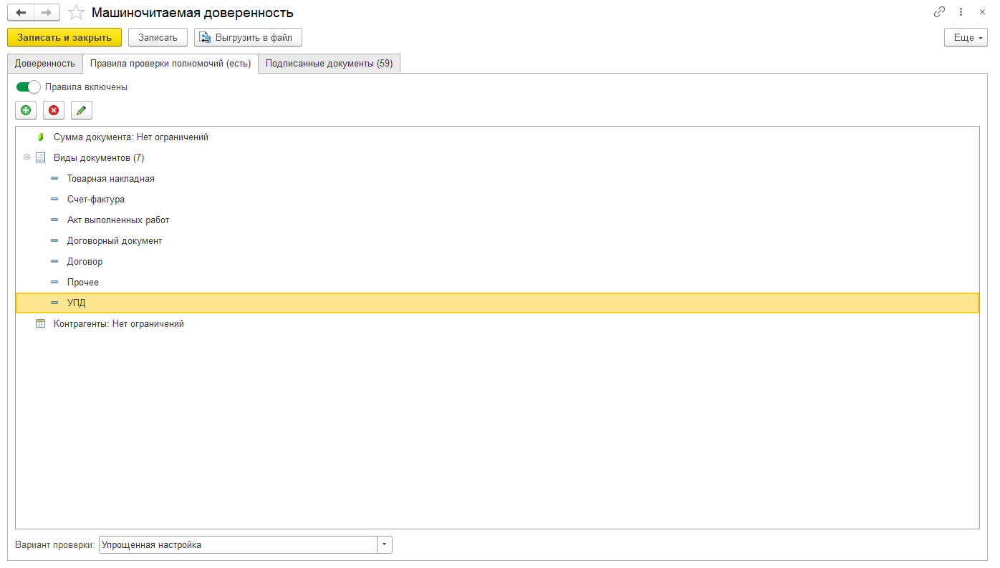 Машиночитаемая доверенность
Записать и закрыть
Записать
Выгрузить в файл
Еще
Доверенность
Правила проверки полномочий (есть)
Подписанные документы (59)
Правила включены
Сумма документа: Нет ограничений
Виды документов (7)
Товарная накладная
Счет-фактура
Акт выполненных работ
Договорный документ
Договор
Прочее
УПД
Контрагенты: Нет ограничений
Вариант проверки: Упрощенная настройка